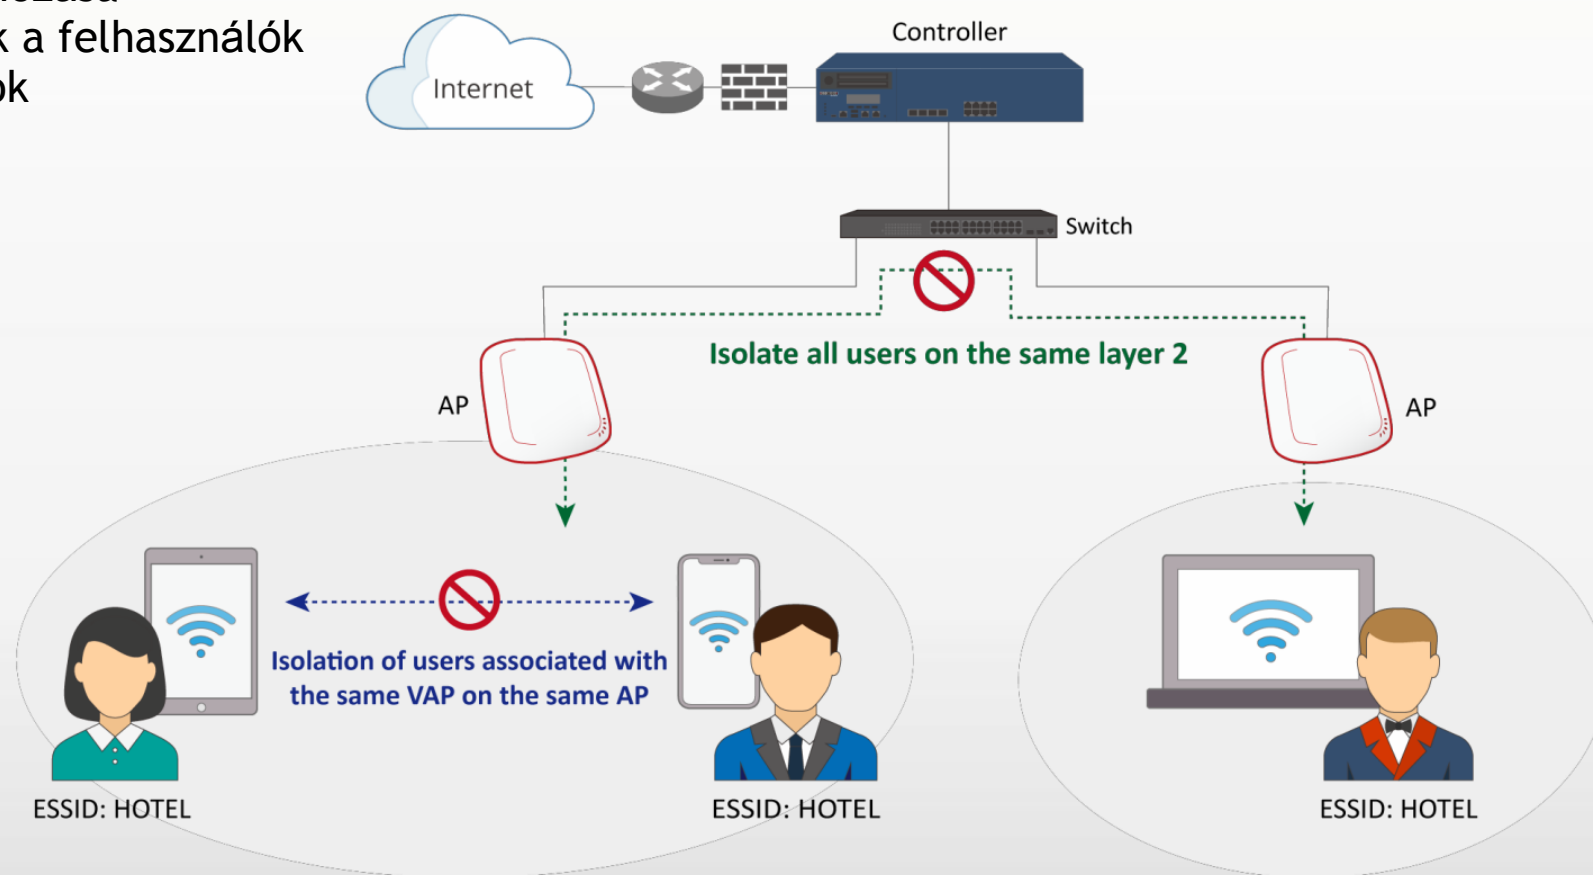 k a felhasználók
ok
Controller
Internet
Switch
Isolate all users on the same layer 2
AP
AP
Isolation of users associated with
the same VAP on the same AP
ESSID: HOTEL
ESSID: HOTEL
ESSID: HOTEL